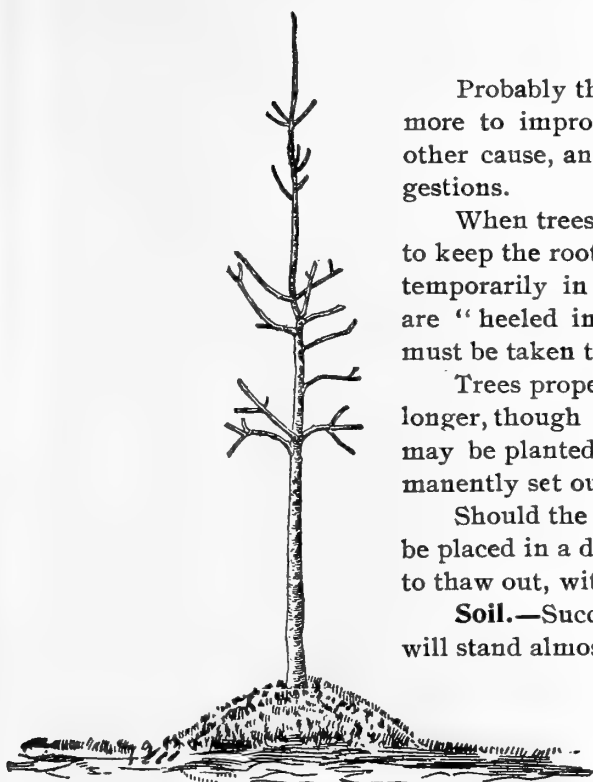 Probably th
more to impro
other cause, an
gestions.
When trees
to keep the root
temporarily in
are “heeled in
must be taken t
Trees prope
longer, though
may be planted
manently set ou
Should the
be placed in a d
to thaw out, wit
Soil.—Succ
will stand almos